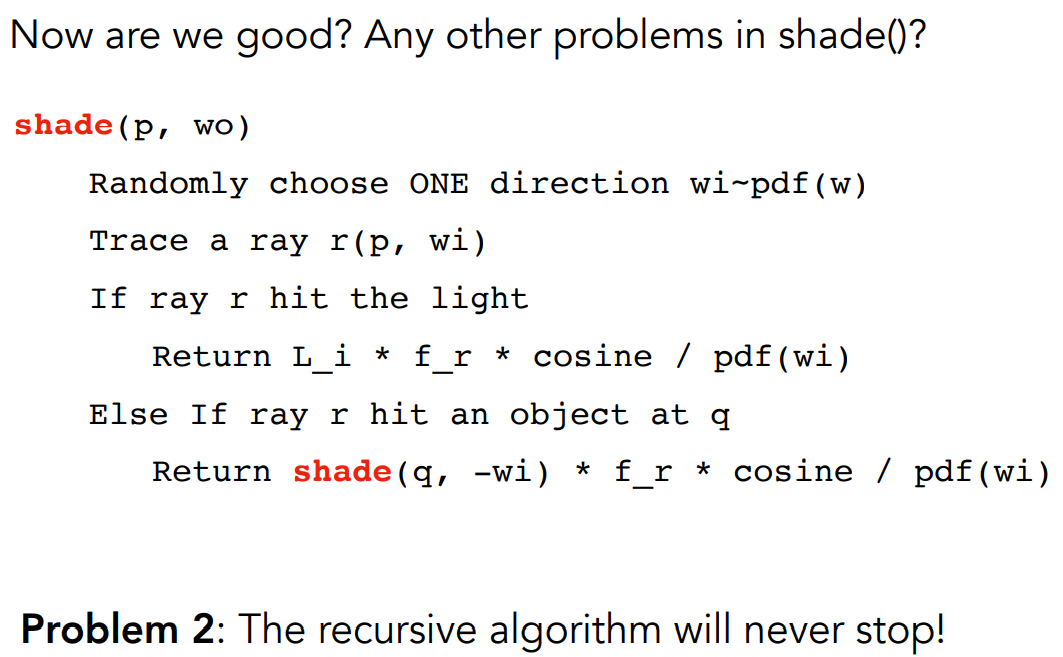 Now are we good? Any other problems in shade()?
shade(p, wo)
Randomly choose ONE direction wi~pdf(w)
Trace a ray r(p, wi)
If ray r hit the light
Return L_i * f_r * cosine / pdf(wi)
Else If ray r hit an object at q
Return shade(q, -wi) * f_r * cosine / pdf(wi)
Problem 2: The recursive algorithm will never stop!